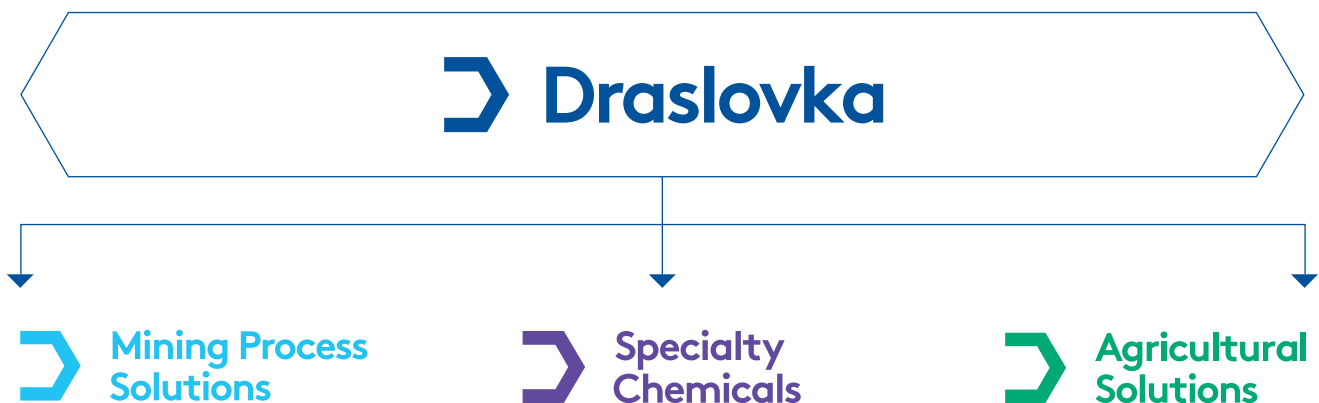 Draslovka
Mining Process
Solutions
Specialty
Chemicals
Agricultural
Solutions